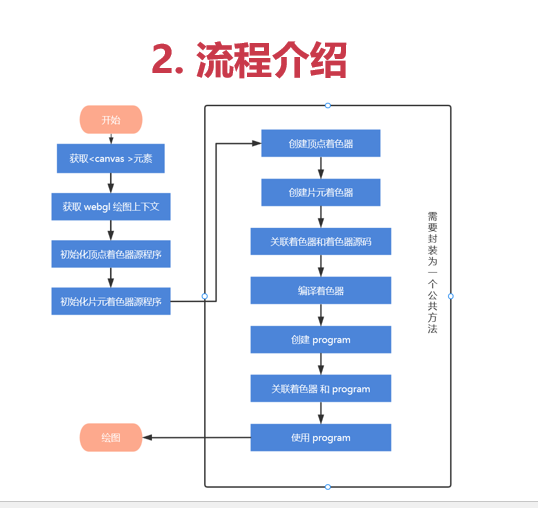 2. 流程介绍
开始
获取<canvas >元素
获取 webgl 绘图上下文
初始化顶点着色器源程序
初始化片元着色器源程序
创建顶点着色器
创建片元着色器
关联着色器和着色器源码
编译着色器
创建 program
关联着色器 和 program
使用 program
绘图
需要封装为一个公共方法